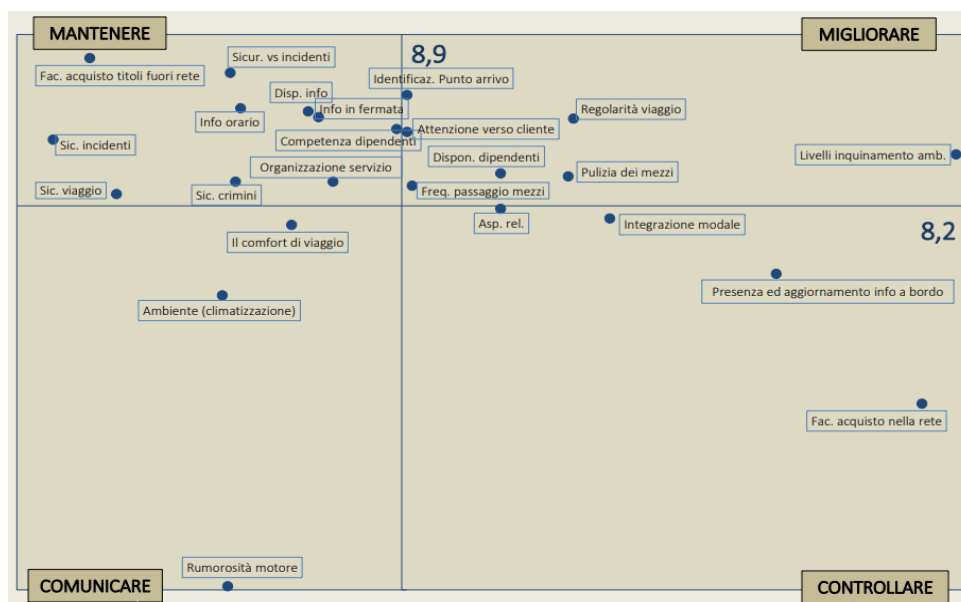 MANTENERE
MIGLIORARE
Sicur. vs incidenti
8,9
Fac. acquisto titoli fuori rete
Identificaz. Punto arrivo
Disp. info
Info in fermata
Regolarità viaggio
Info orario
Attenzione verso cliente
Competenza dipendenti
Sic. incidenti
Dispon. dipendenti
Livelli inquinamento amb.
Organizzazione servizio
Pulizia dei mezzi
Sic. viaggio
Sic. crimini
Freq. passaggio mezzi
Asp. rel.
Integrazione modale
8,2
Il comfort di viaggio
Presenza ed aggiornamento info a bordo
Ambiente (climatizzazione)
Fac. acquisto nella rete
Rumorosità motore
COMUNICARE
CONTROLLARE